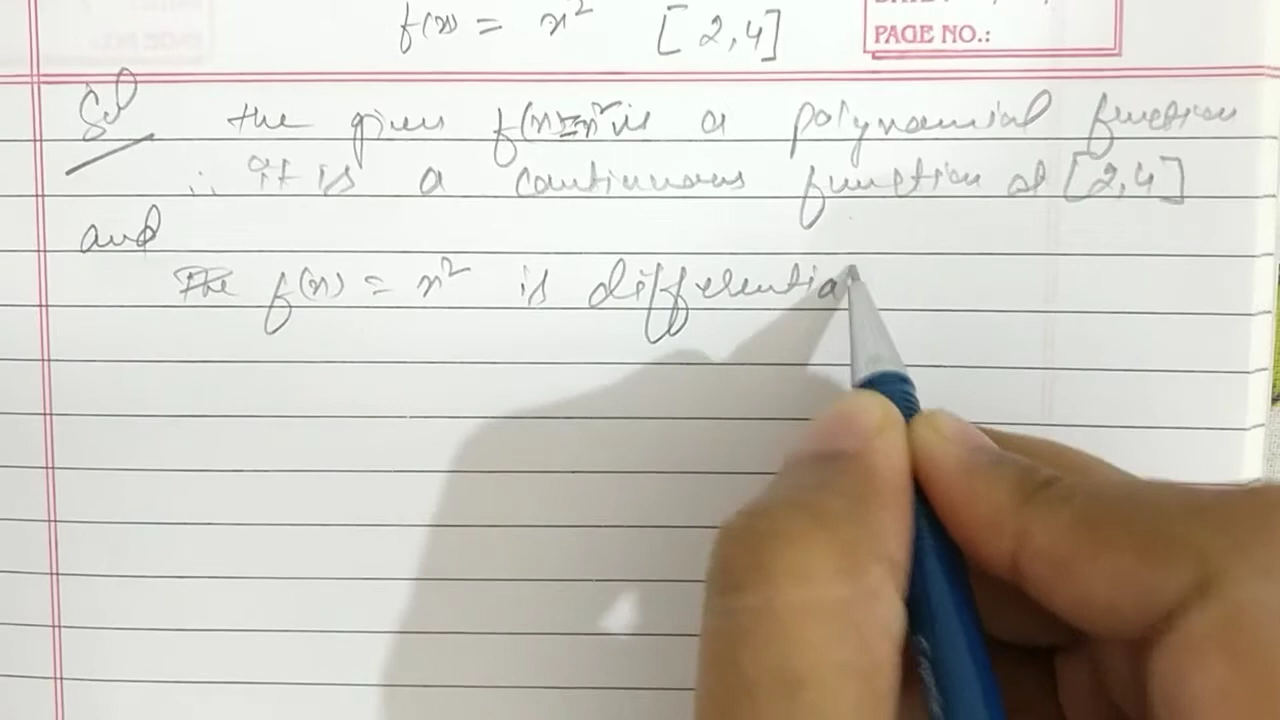 f(x) = x² [2,4]
PAGE NO.:
Sol the given f(x)=x² is a polynomial function
∴ It is a continuous function at [2,4]
and
The f(x) = x² is differentia